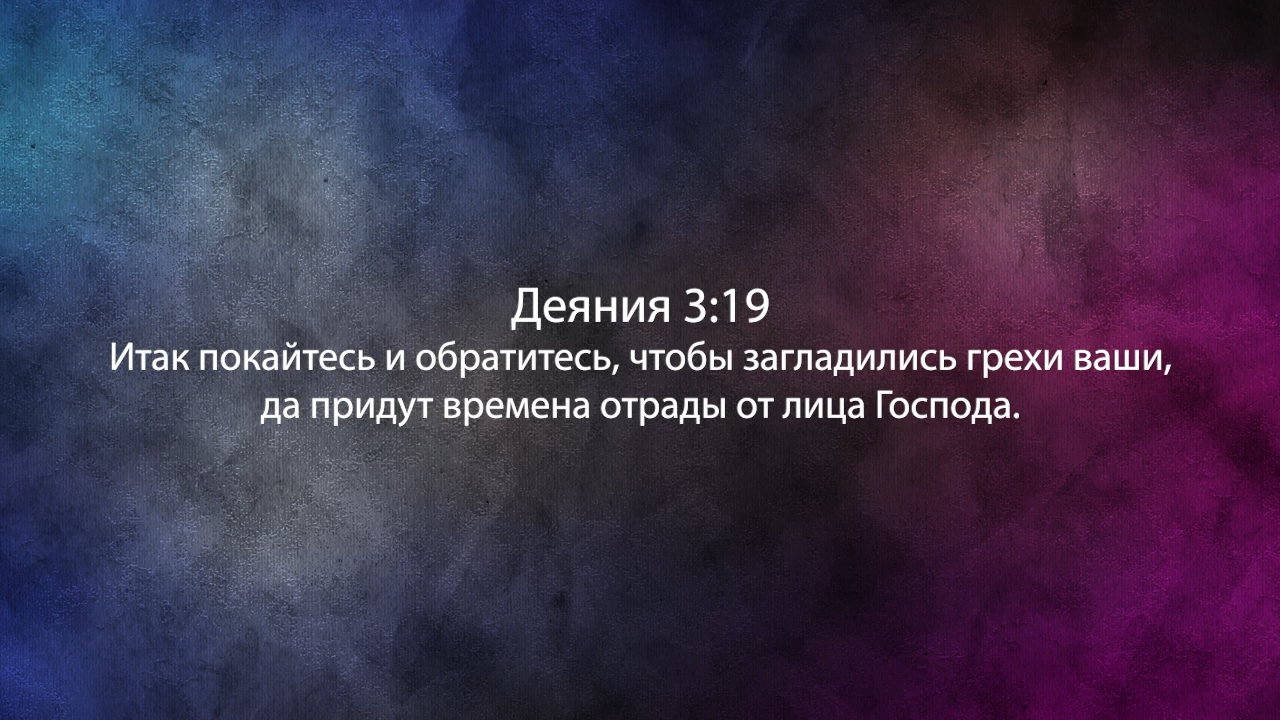 Деяния 3:19
Итак покайтесь и обратитесь, чтобы загладились грехи ваши,
да придут времена отрады от лица Господа.